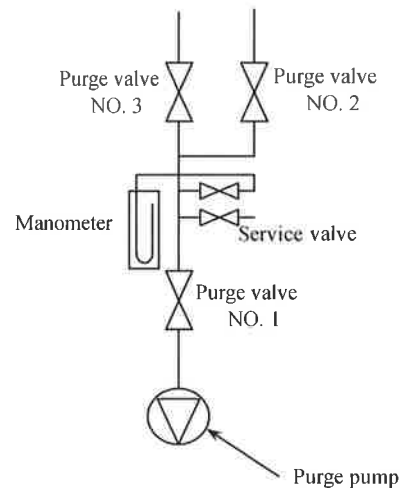 Purge valve
NO. 3
Purge valve
NO. 2
Manometer
Service valve
Purge valve
NO. 1
Purge pump